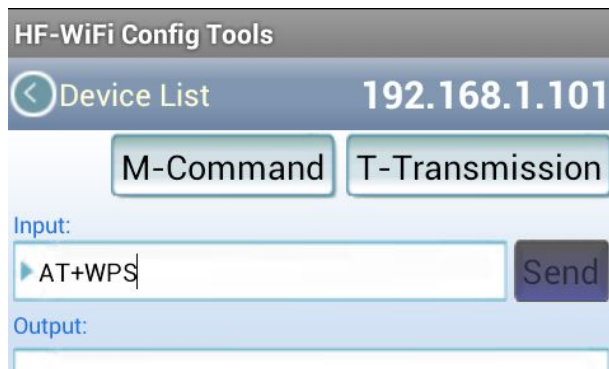 HF-WiFi Config Tools
Device List 192.168.1.101
M-Command T-Transmission
Input:
AT+WPS Send
Output: